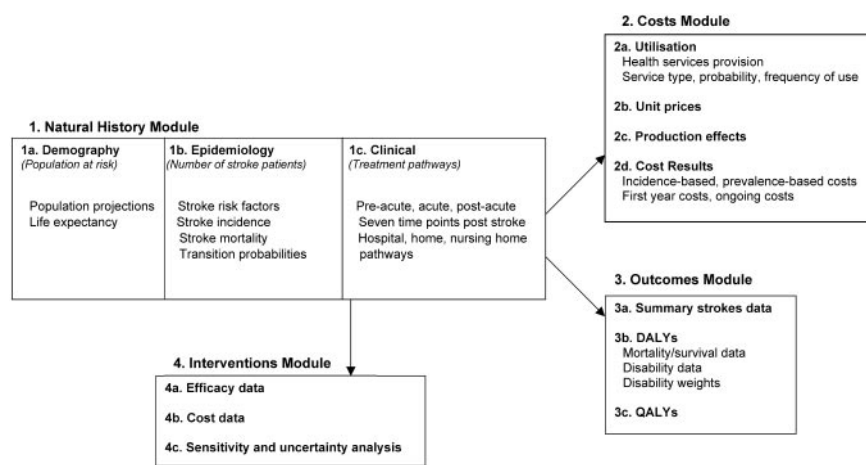 2. Costs Module
2a. Utilisation
Health services provision
Service type, probability, frequency of use
2b. Unit prices
2c. Production effects
2d. Cost Results
Incidence-based, prevalence-based costs
First year costs, ongoing costs
1. Natural History Module
1a. Demography
(Population at risk)
Population projections
Life expectancy
1b. Epidemiology
(Number of stroke patients)
Stroke risk factors
Stroke incidence
Stroke mortality
Transition probabilities
1c. Clinical
(Treatment pathways)
Pre-acute, acute, post-acute
Seven time points post stroke
Hospital, home, nursing home
pathways
3. Outcomes Module
3a. Summary strokes data
3b. DALYs
Mortality/survival data
Disability data
Disability weights
3c. QALYs
4. Interventions Module
4a. Efficacy data
4b. Cost data
4c. Sensitivity and uncertainty analysis